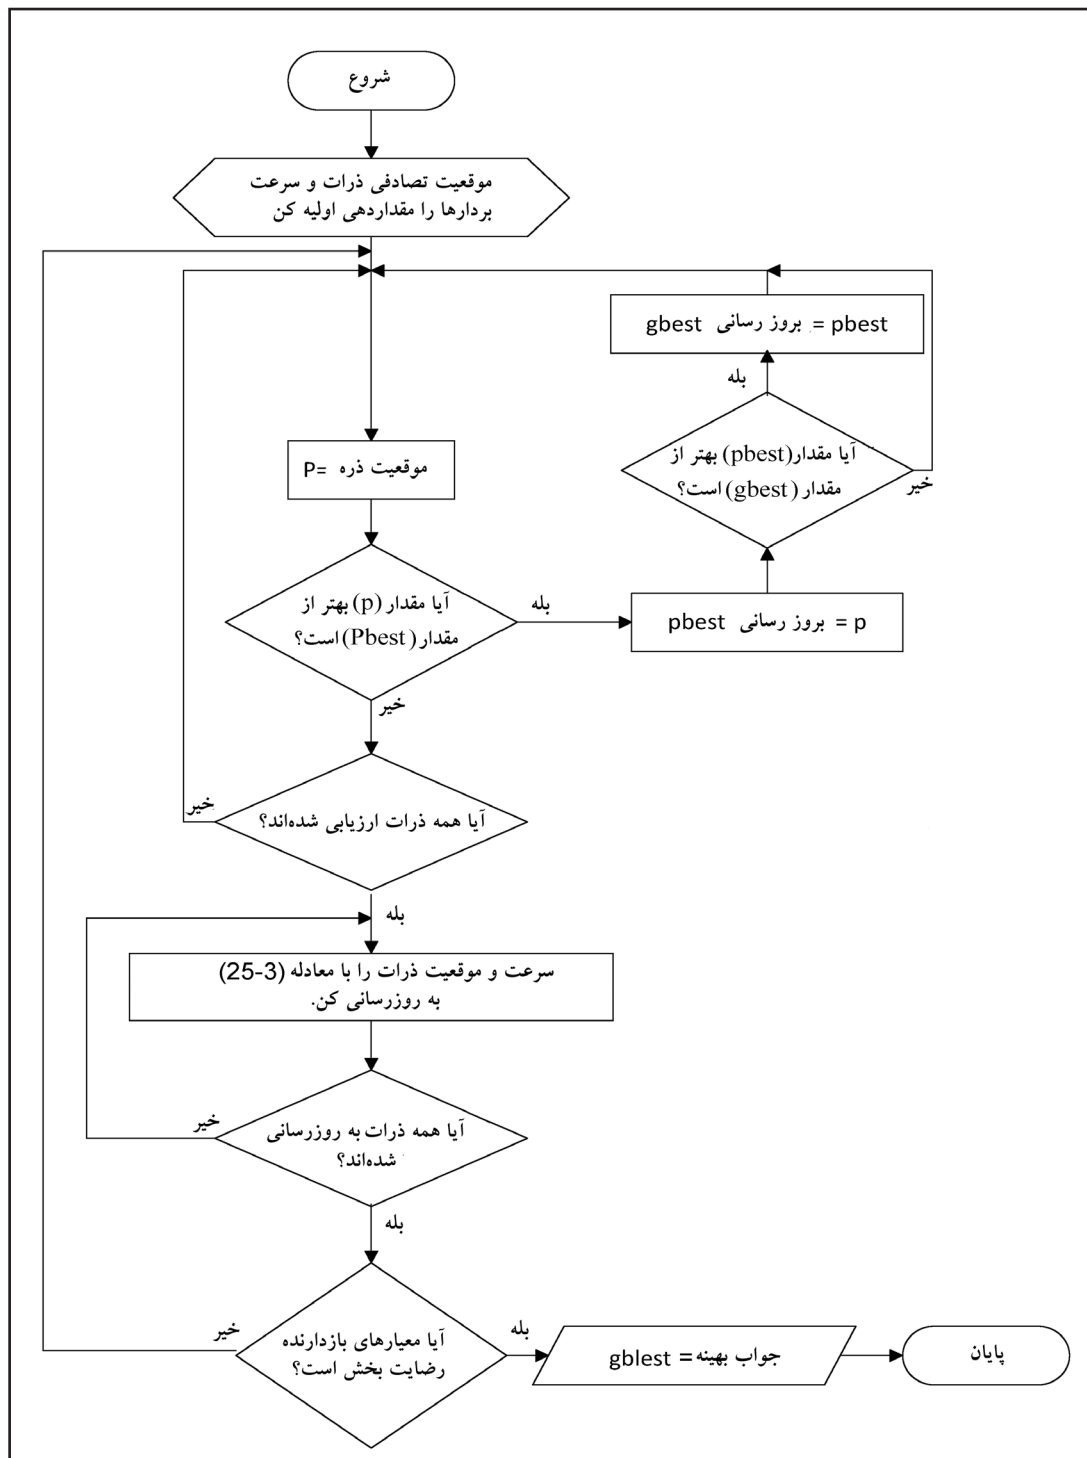 شروع
موقعیت تصادفی ذرات و سرعت
بردارها را مقداردهی اولیه کن
gbest بروز رسانی = pbest
بله
آیا مقدار(pbest) بهتر از
مقدار (gbest) است؟
خیر
P= موقعیت ذره
آیا مقدار (p) بهتر از
مقدار (Pbest) است؟
بله
pbest بروز رسانی = p
خیر
آیا همه ذرات ارزیابی شده‌اند؟
خیر
بله
سرعت و موقعیت ذرات را با معادله (3-25)
به روزرسانی کن.
آیا همه ذرات به روزرسانی
شده‌اند؟
خیر
بله
آیا معیارهای بازدارنده
رضایت بخش است؟
خیر
بله
gblest = جواب بهینه
پایان